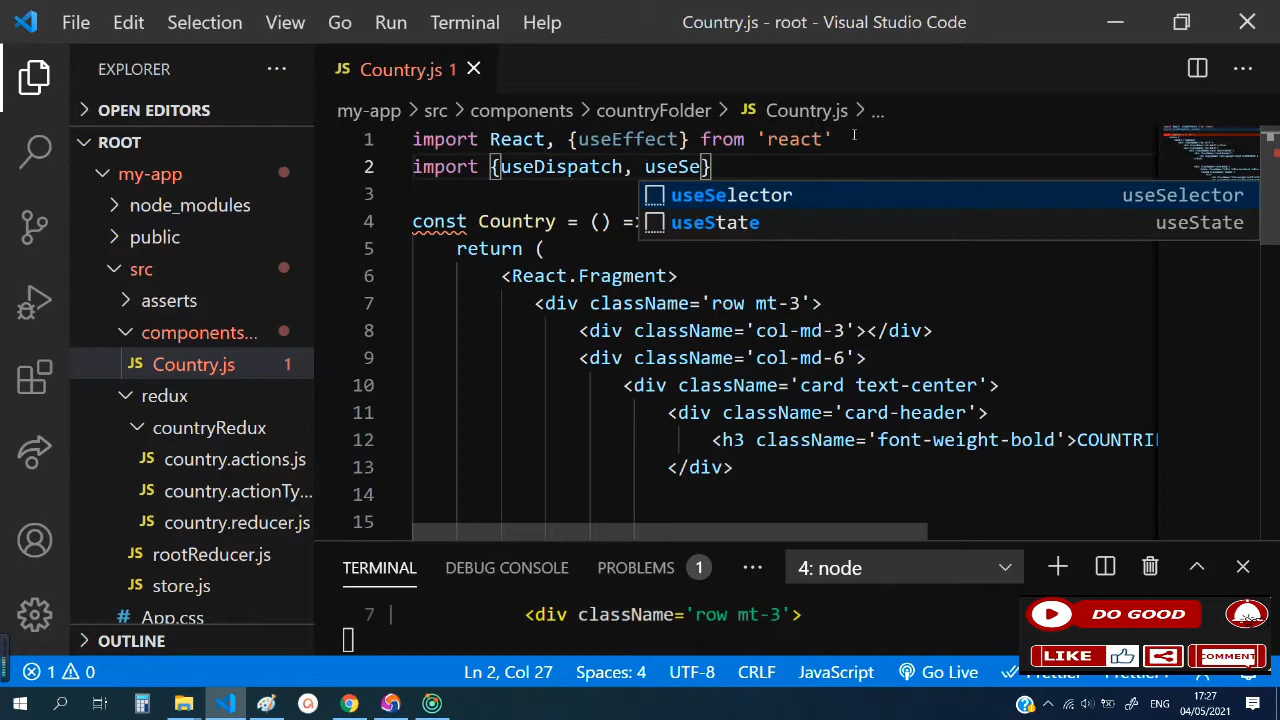 File Edit Selection View Go Run Terminal Help Country.js - root - Visual Studio Code
EXPLORER
Country.js 1
OPEN EDITORS
my-app src components countryFolder JS Country.js ...
ROOT
my-app
node_modules
public
src
asserts
components...
JS Country.js 1
redux
countryRedux
JS country.actions.js
JS country.actionTy...
JS country.reducer.js
JS rootReducer.js
JS store.js
# App.css
OUTLINE
1 import React, {useEffect} from 'react'
2 import {useDispatch, useSe}
useSelector useSelector
useState useState
3
4 const Country = () =>
5 return (
6 <React.Fragment>
7 <div className='row mt-3'>
8 <div className='col-md-3'></div>
9 <div className='col-md-6'>
10 <div className='card text-center'>
11 <div className='card-header'>
12 <h3 className='font-weight-bold'>COUNTRI
13 </div>
14
15
TERMINAL DEBUG CONSOLE PROBLEMS 1 ... 4: node
7 | <div className='row mt-3'>
DO GOOD
LIKE COMMENT
1 0 Ln 2, Col 27 Spaces: 4 UTF-8 CRLF JavaScript Go Live Prettier
ENG 17:27
04/05/2021